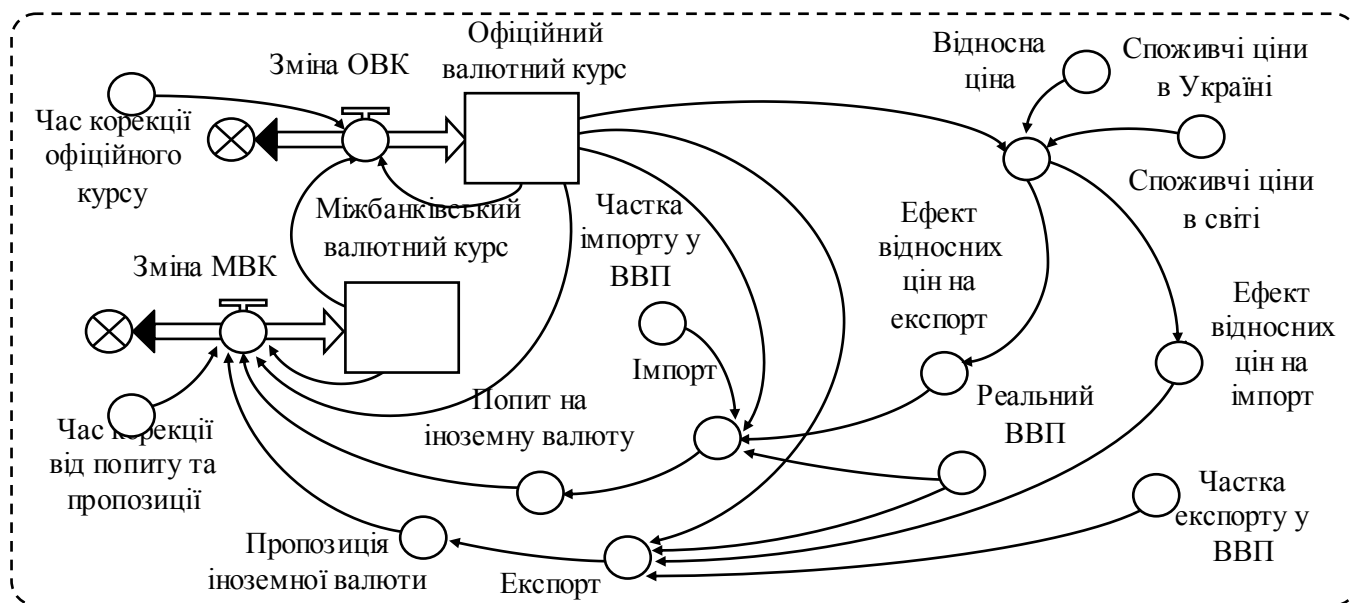 Зміна ОВК
Офіційний
валютний курс
Відносна
ціна
Споживчі ціни
в Україні
Час корекції
офіційного
курсу
Міжбанківський
валютний курс
Частка
імпорту у
ВВП
Ефект
відносних
цін на
експорт
Споживчі ціни
в світі
Зміна МВК
Ефект
відносних
цін на
імпорт
Імпорт
Реальний
ВВП
Попит на
іноземну валюту
Час корекції
від попиту та
пропозиції
Частка
експорту у
ВВП
Пропозиція
іноземної валюти
Експорт